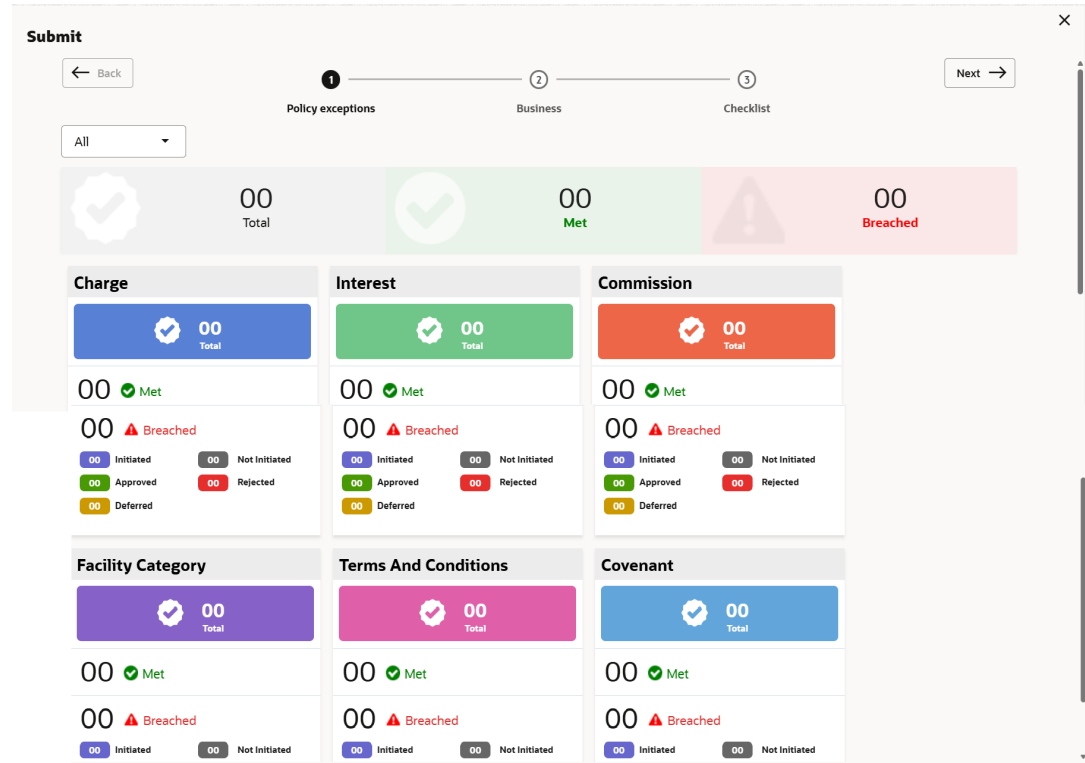 Submit
Back
Next
1
2
3
Policy exceptions
Business
Checklist
All
00
Total
00
Met
00
Breached
Charge
Interest
Commission
00
Total
00
Total
00
Total
00 Met
00 Met
00 Met
00 Breached
00 Breached
00 Breached
00 Initiated 00 Not Initiated
00 Initiated 00 Not Initiated
00 Initiated 00 Not Initiated
00 Approved 00 Rejected
00 Approved 00 Rejected
00 Approved 00 Rejected
00 Deferred
00 Deferred
00 Deferred
Facility Category
Terms And Conditions
Covenant
00
Total
00
Total
00
Total
00 Met
00 Met
00 Met
00 Breached
00 Breached
00 Breached
00 Initiated 00 Not Initiated
00 Initiated 00 Not Initiated
00 Initiated 00 Not Initiated